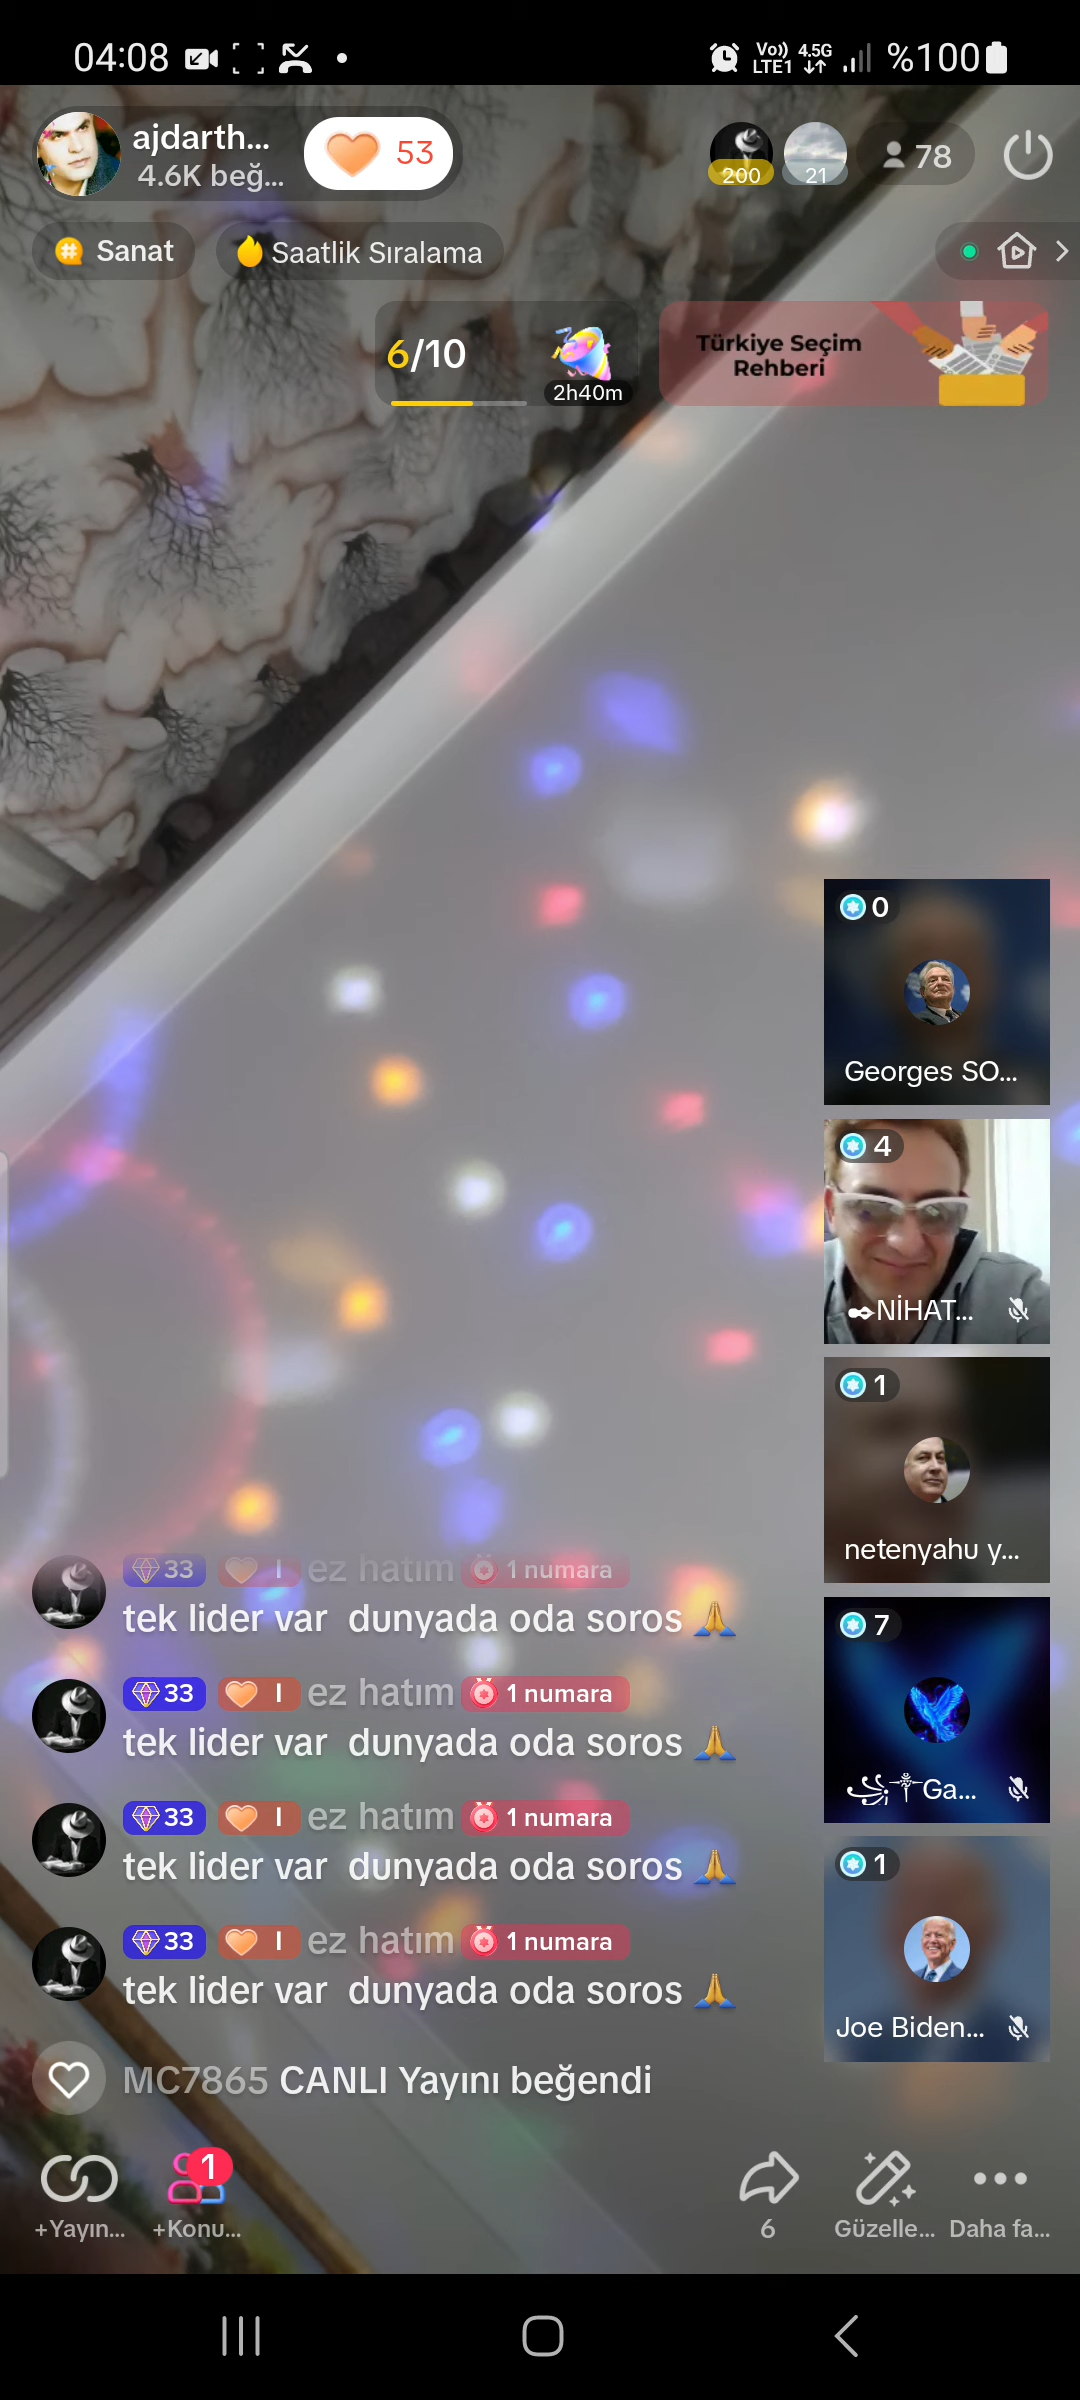 04:08
Vo)) LTE1
4.5G
%100
ajdarth...
4.6K beğ...
53
200
21
78
Sanat
Saatlik Sıralama
6/10
2h40m
Türkiye Seçim
Rehberi
0
Georges SO...
4
NİHAT...
1
netenyahu y...
7
Ga...
1
Joe Biden...
33 I ez hatım 1 numara
tek lider var dunyada oda soros 🙏
33 I ez hatım 1 numara
tek lider var dunyada oda soros 🙏
33 I ez hatım 1 numara
tek lider var dunyada oda soros 🙏
33 I ez hatım 1 numara
tek lider var dunyada oda soros 🙏
MC7865 CANLI Yayını beğendi
1
+Yayın...
+Konu...
6
Güzelle...
Daha fa...